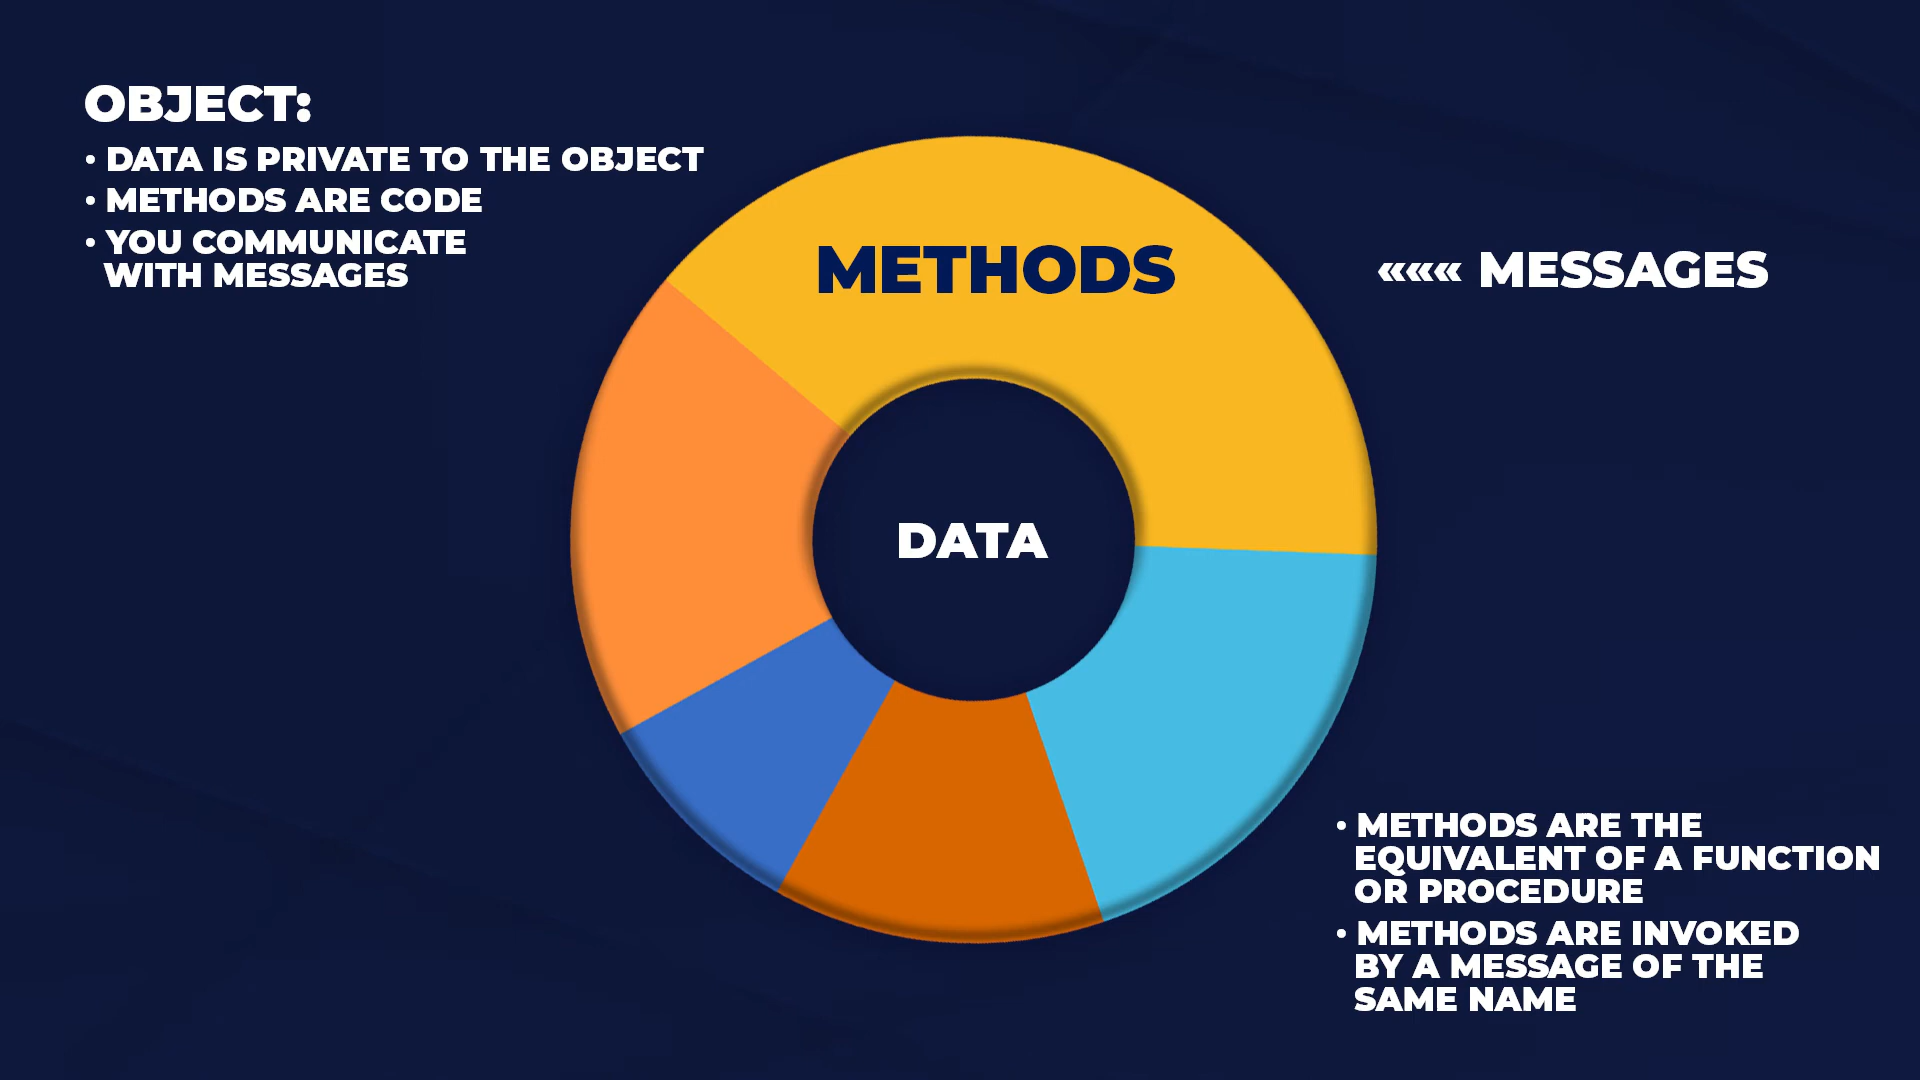 OBJECT:
• DATA IS PRIVATE TO THE OBJECT
• METHODS ARE CODE
• YOU COMMUNICATE
WITH MESSAGES
METHODS
««« MESSAGES
DATA
• METHODS ARE THE
EQUIVALENT OF A FUNCTION
OR PROCEDURE
• METHODS ARE INVOKED
BY A MESSAGE OF THE
SAME NAME